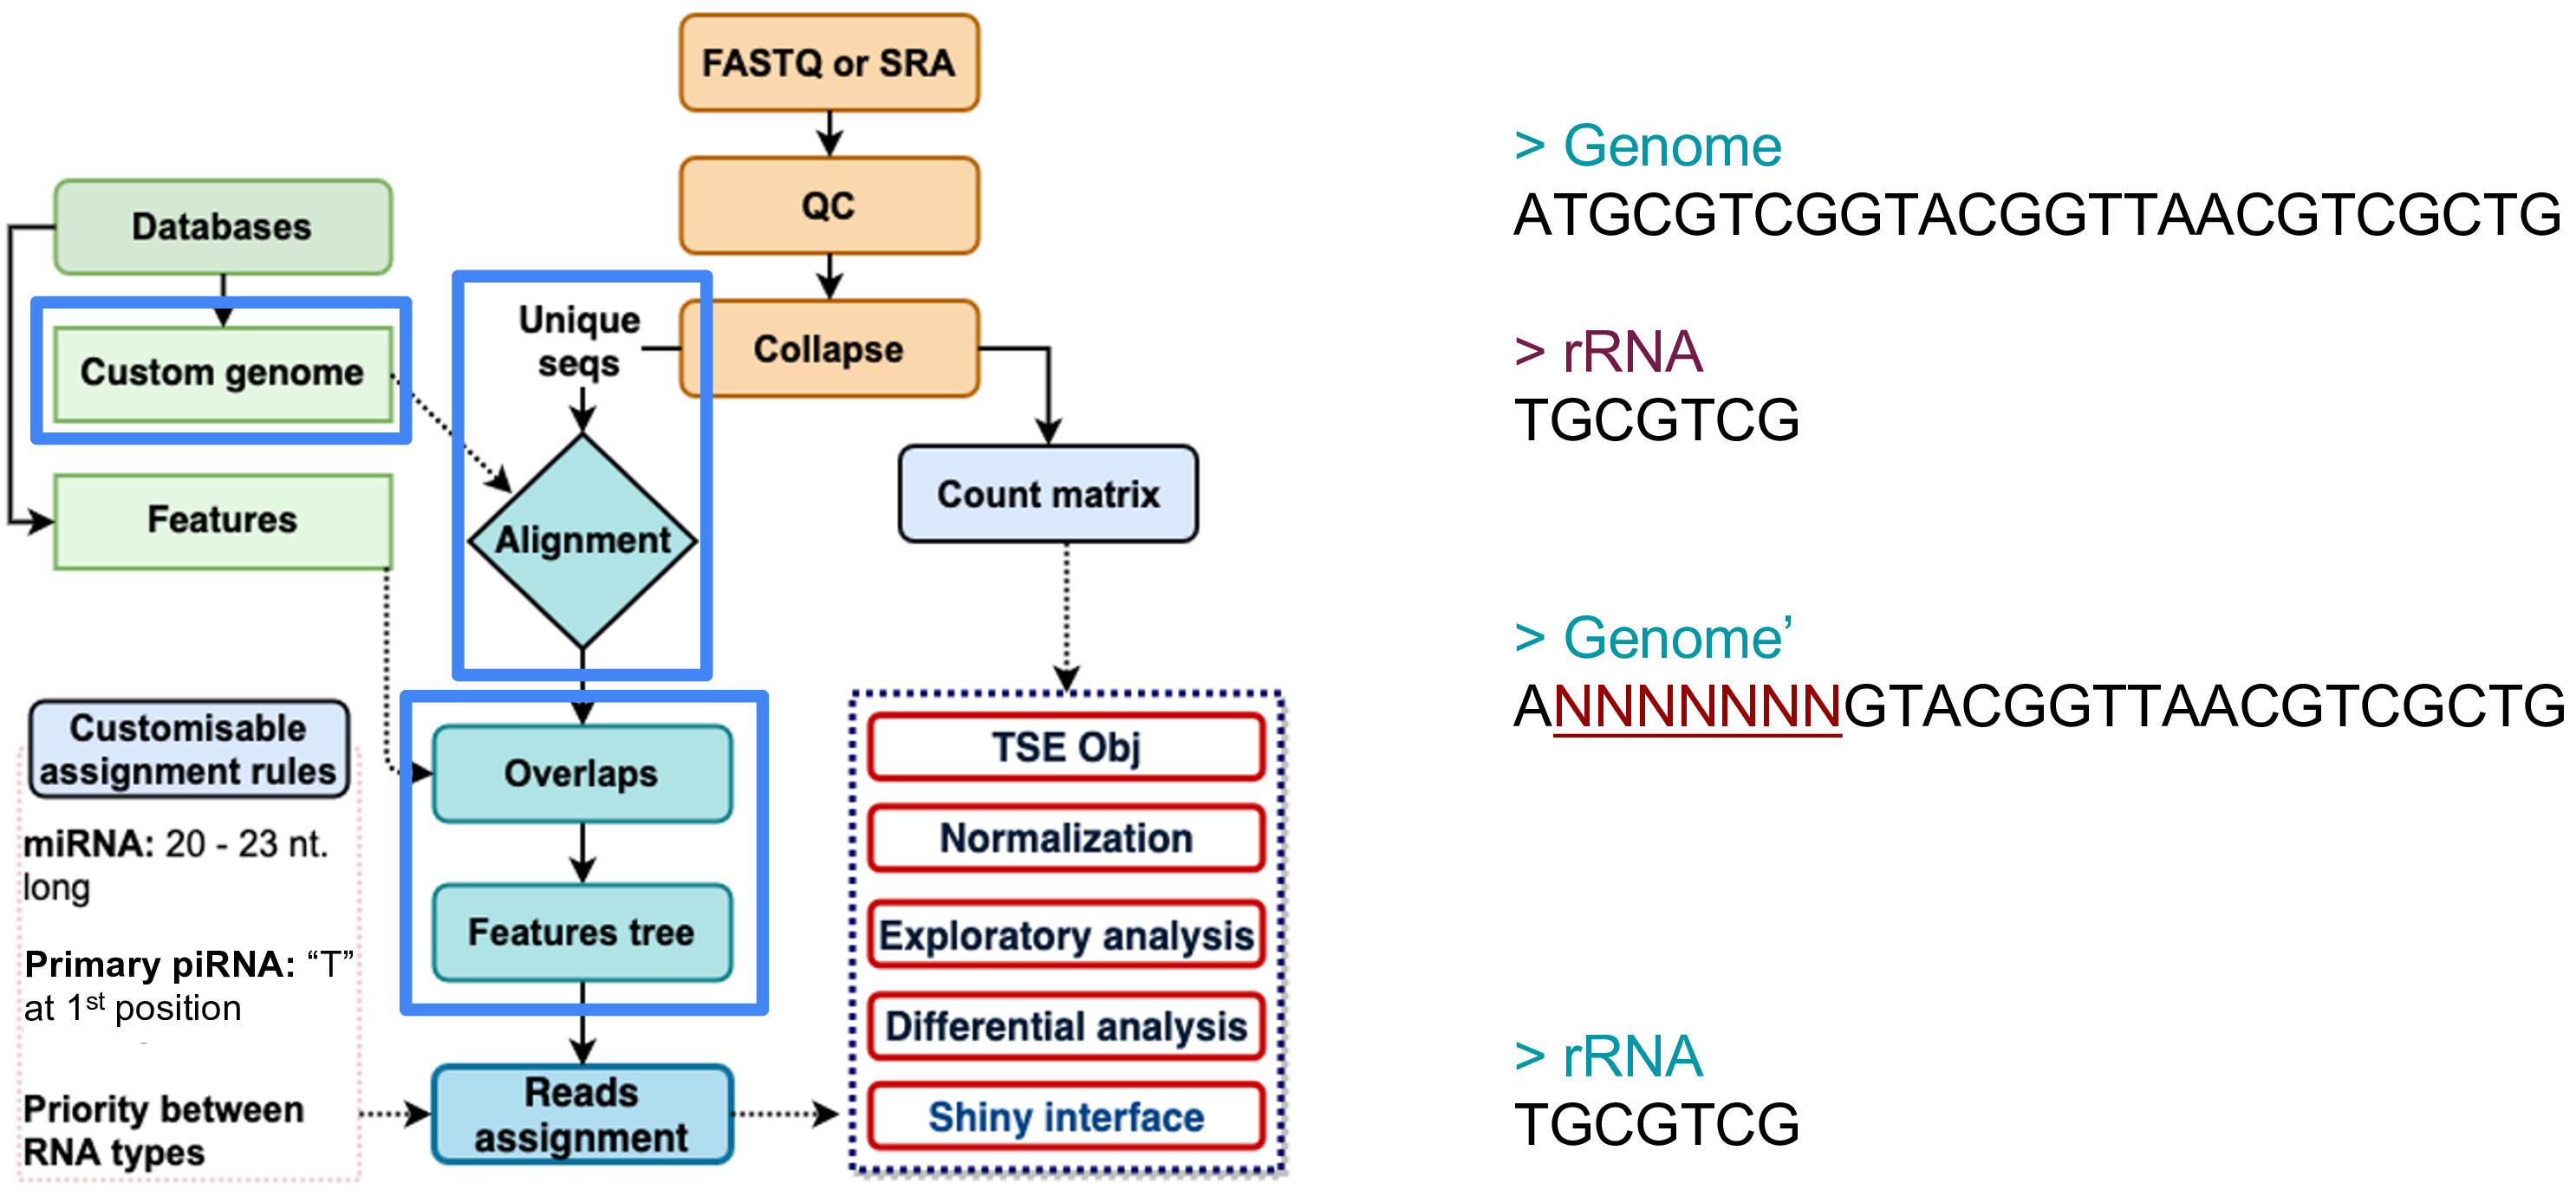 FASTQ or SRA
QC
Collapse
Databases
Custom genome
Features
Unique
seqs
Alignment
Count matrix
Customisable
assignment rules
miRNA: 20 - 23 nt.
long
Primary piRNA: “T”
at 1st position
Priority between
RNA types
Overlaps
Features tree
Reads
assignment
TSE Obj
Normalization
Exploratory analysis
Differential analysis
Shiny interface
> Genome
ATGCGTCGGTACGGTTAACGTCGCTG
> rRNA
TGCGTCG
> Genome’
ANNNNNNNGTACGGTTAACGTCGCTG
> rRNA
TGCGTCG